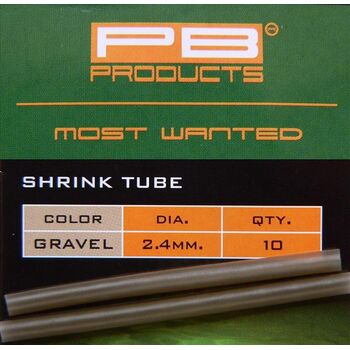 PB
PRODUCTS
MOST WANTED
SHRINK TUBE
COLOR DIA. QTY.
GRAVEL 2.4MM. 10